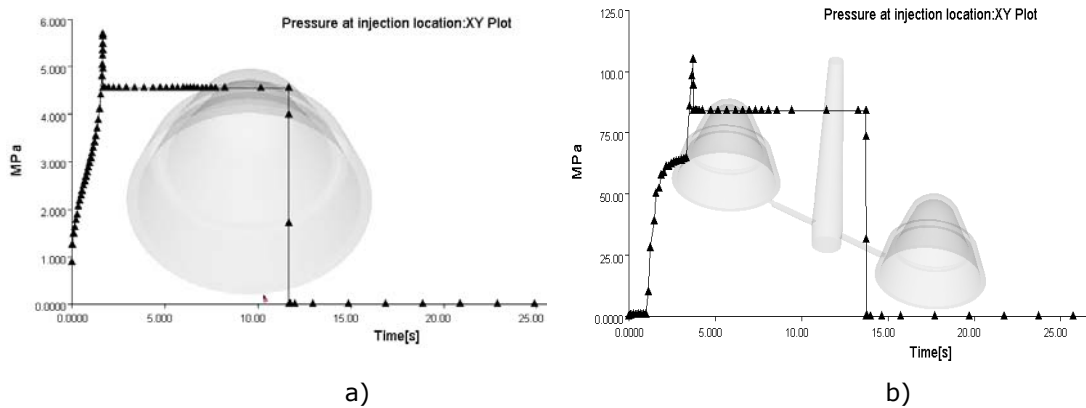 Pressure at injection location:XY Plot
6.000
5.000
4.000
3.000
2.000
1.000
0.0000
MPa
0.0000 5.000 10.00 15.00 20.00 25.00
Time[s]
a)
Pressure at injection location:XY Plot
125.0
100.0
75.00
50.00
25.00
0.0000
MPa
0.0000 5.000 10.00 15.00 20.00 25.00
Time[s]
b)